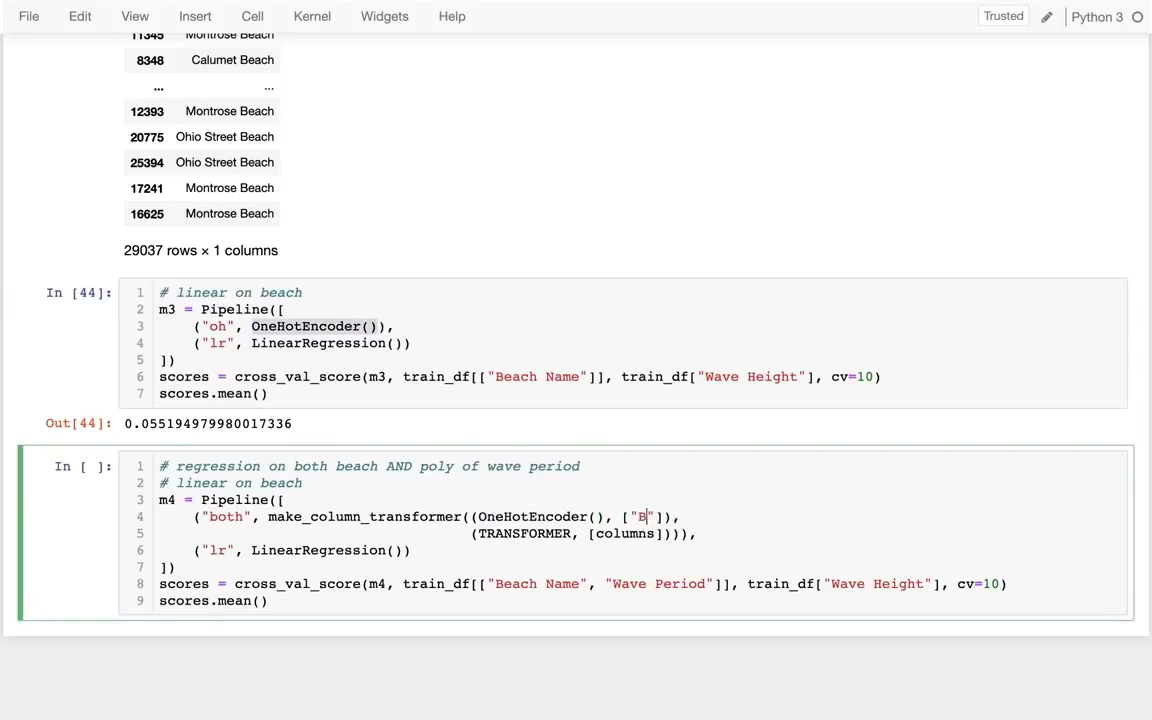 File Edit View Insert Cell Kernel Widgets Help Trusted Python 3
11345 Montrose Beach
8348 Calumet Beach
... ...
12393 Montrose Beach
20775 Ohio Street Beach
25394 Ohio Street Beach
17241 Montrose Beach
16625 Montrose Beach
29037 rows × 1 columns
In [44]: 1 # linear on beach
2 m3 = Pipeline([
3 ("oh", OneHotEncoder()),
4 ("lr", LinearRegression())
5 ])
6 scores = cross_val_score(m3, train_df[["Beach Name"]], train_df["Wave Height"], cv=10)
7 scores.mean()
Out[44]: 0.055194979980017336
In [ ]: 1 # regression on both beach AND poly of wave period
2 # linear on beach
3 m4 = Pipeline([
4 ("both", make_column_transformer((OneHotEncoder(), ["B"]),
5 (TRANSFORMER, [columns]))),
6 ("lr", LinearRegression())
7 ])
8 scores = cross_val_score(m4, train_df[["Beach Name", "Wave Period"]], train_df["Wave Height"], cv=10)
9 scores.mean()